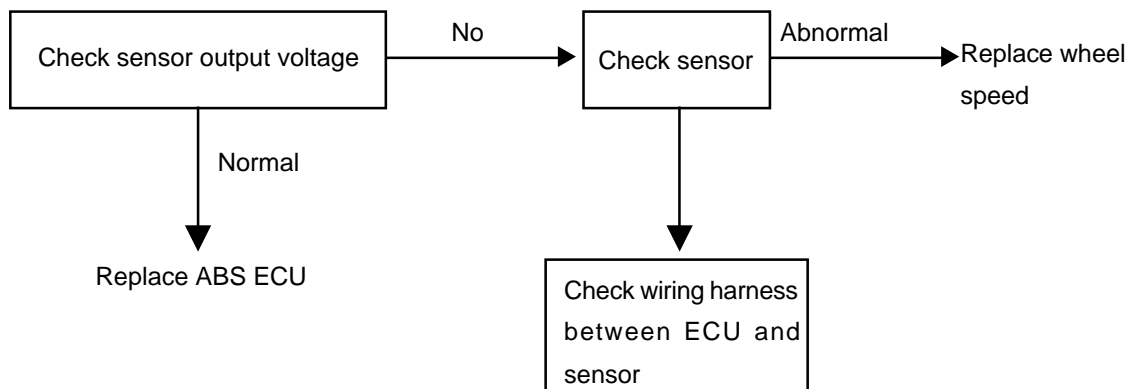 Check sensor output voltage
No
Check sensor
Abnormal
Replace wheel
speed
Normal
Replace ABS ECU
Check wiring harness
between ECU and
sensor